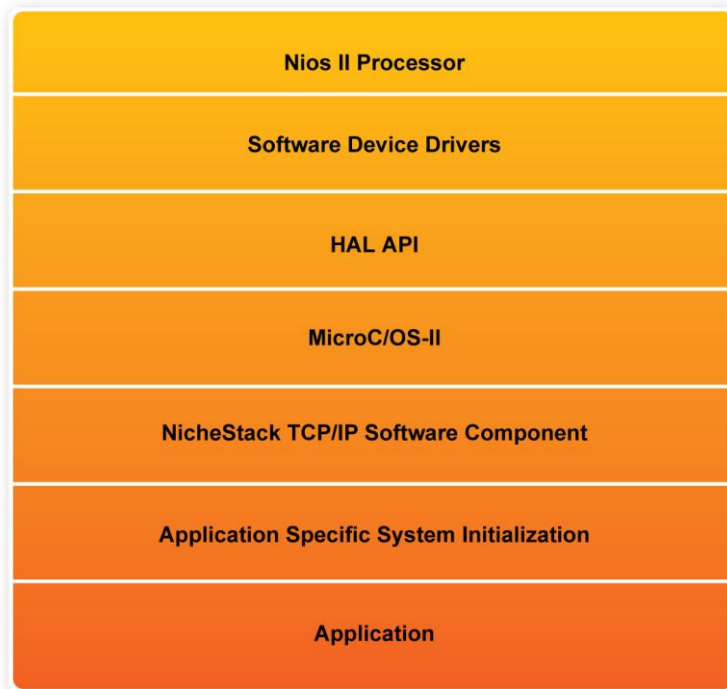 Nios II Processor
Software Device Drivers
HAL API
MicroC/OS-II
NicheStack TCP/IP Software Component
Application Specific System Initialization
Application